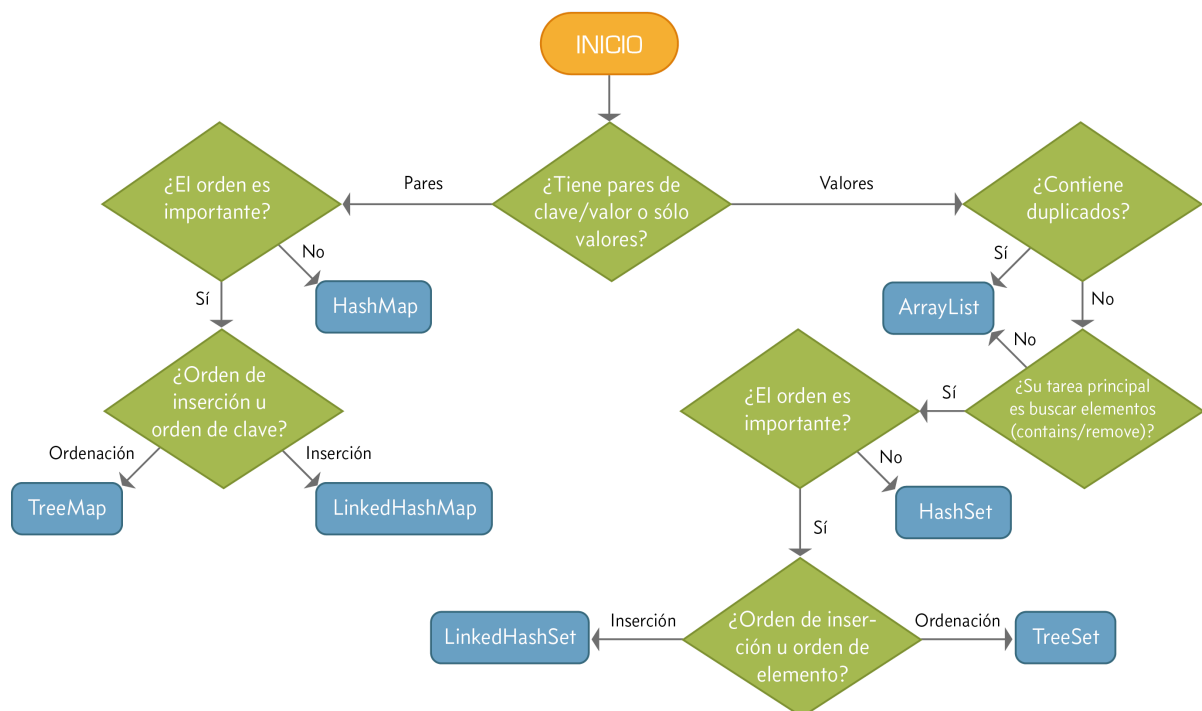 INICIO
¿El orden es
importante?
Pares
¿Tiene pares de
clave/valor o sólo
valores?
Valores
¿Contiene
duplicados?
No
HashMap
Sí
Sí
ArrayList
No
No
¿Orden de
inserción u
orden de clave?
Ordenación
Inserción
TreeMap
LinkedHashMap
¿El orden es
importante?
Sí
¿Su tarea principal
es buscar elementos
(contains/remove)?
No
HashSet
Sí
LinkedHashSet
Inserción
¿Orden de inser-
ción u orden de
elemento?
Ordenación
TreeSet